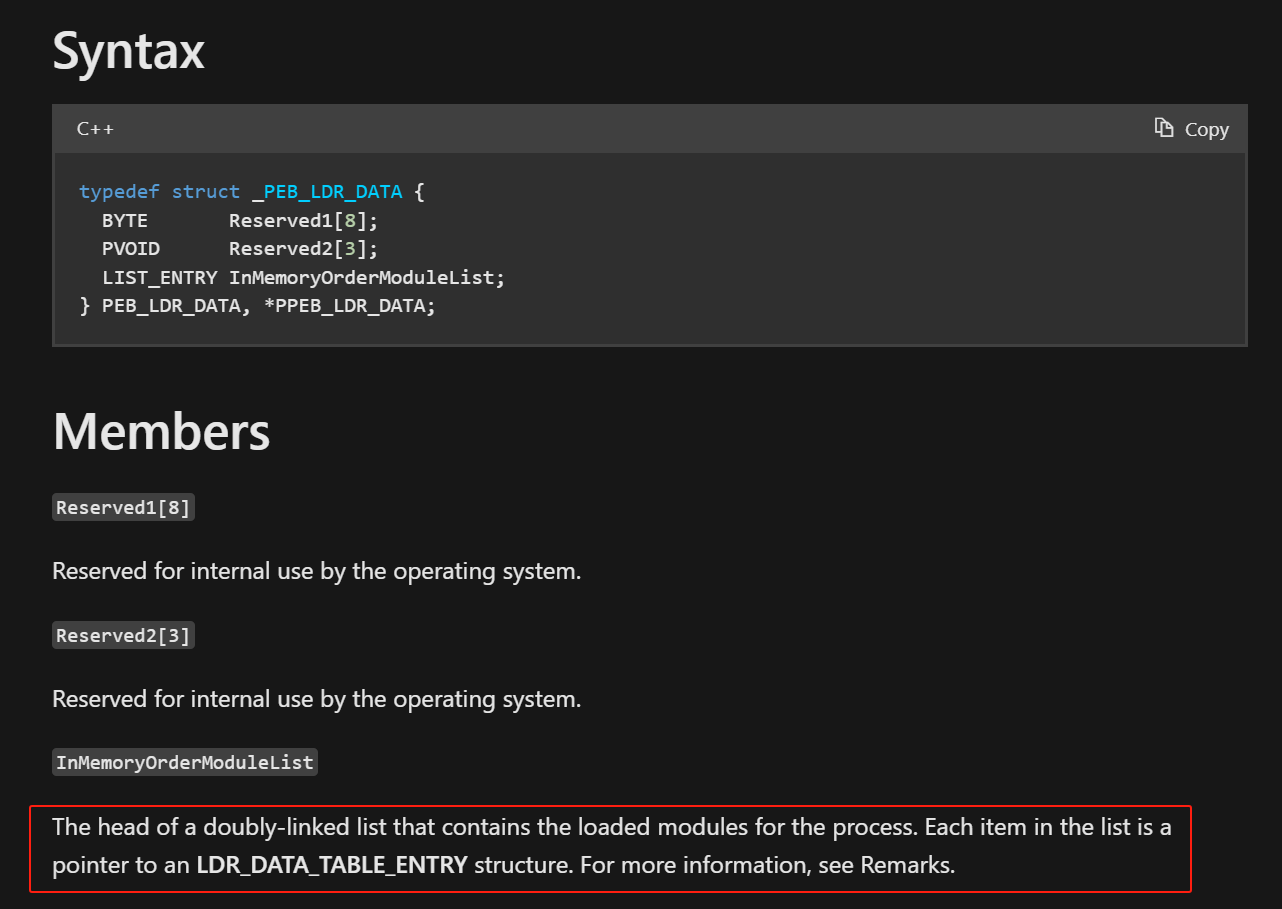 Syntax
C++
Copy
typedef struct _PEB_LDR_DATA {
  BYTE       Reserved1[8];
  PVOID      Reserved2[3];
  LIST_ENTRY InMemoryOrderModuleList;
} PEB_LDR_DATA, *PPEB_LDR_DATA;
Members
Reserved1[8]
Reserved for internal use by the operating system.
Reserved2[3]
Reserved for internal use by the operating system.
InMemoryOrderModuleList
The head of a doubly-linked list that contains the loaded modules for the process. Each item in the list is a
pointer to an LDR_DATA_TABLE_ENTRY structure. For more information, see Remarks.